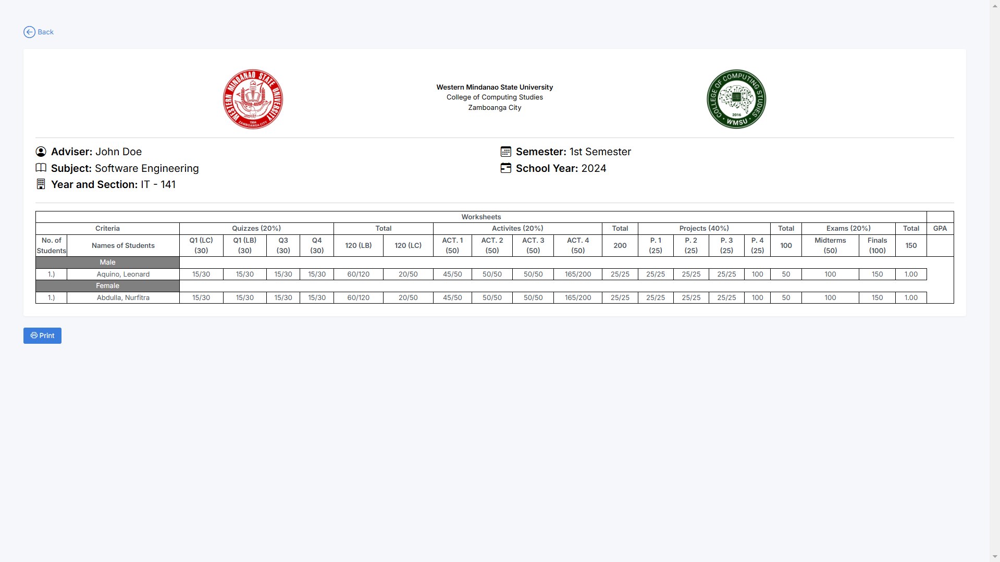 Back
WESTERN MINDANAO STATE UNIVERSITY
1904
ZAMBOANGA CITY
Western Mindanao State University
College of Computing Studies
Zamboanga City
COLLEGE OF COMPUTING STUDIES
2016
WMSU
Adviser: John Doe
Semester: 1st Semester
Subject: Software Engineering
School Year: 2024
Year and Section: IT - 141
Worksheets
Criteria Quizzes (20%) Total Activites (20%) Total Projects (40%) Total Exams (20%) Total GPA
No. of Students Names of Students Q1 (LC) (30) Q1 (LB) (30) Q3 (30) Q4 (30) 120 (LB) 120 (LC) ACT. 1 (50) ACT. 2 (50) ACT. 3 (50) ACT. 4 (50) 200 P. 1 (25) P. 2 (25) P. 3 (25) P. 4 (25) 100 Midterms (50) Finals (100) 150
Male
1.) Aquino, Leonard 15/30 15/30 15/30 15/30 60/120 20/50 45/50 50/50 50/50 165/200 25/25 25/25 25/25 25/25 100 50 100 150 1.00
Female
1.) Abdulla, Nurfitra 15/30 15/30 15/30 15/30 60/120 20/50 45/50 50/50 50/50 165/200 25/25 25/25 25/25 25/25 100 50 100 150 1.00
Print